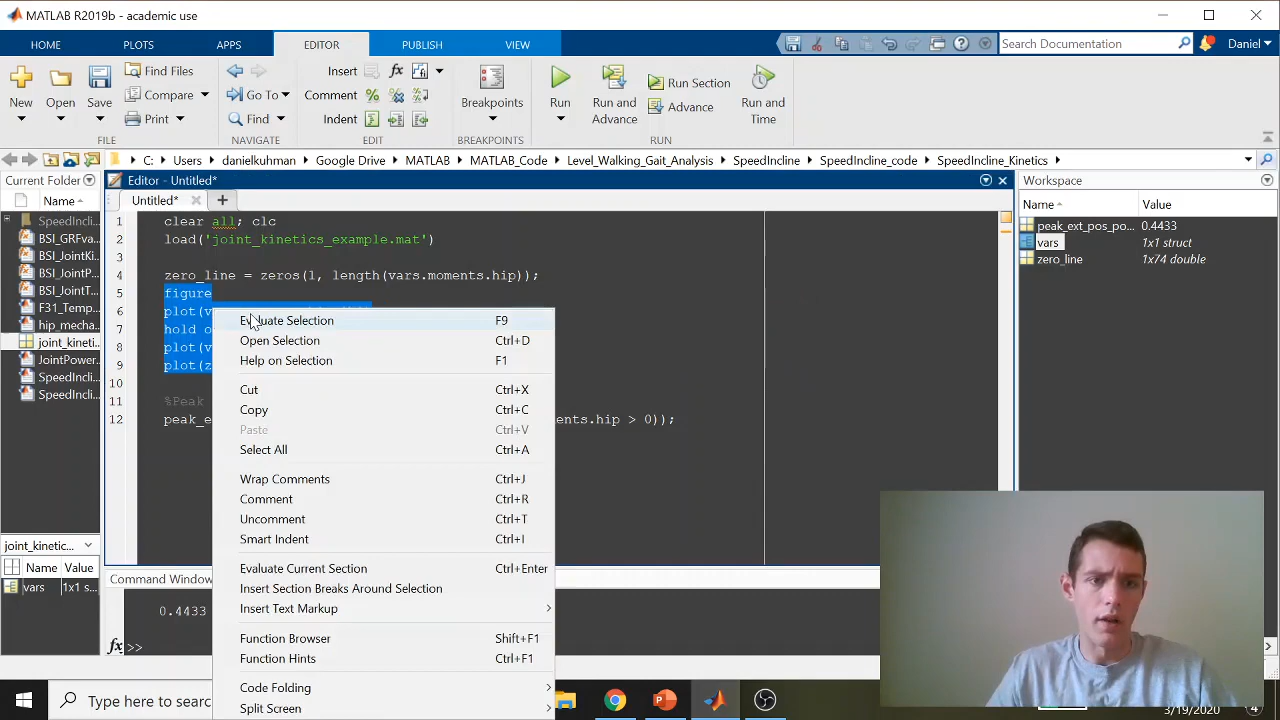 MATLAB R2019b - academic use
HOME PLOTS APPS EDITOR PUBLISH VIEW Search Documentation Daniel
Find Files Insert fx Run Section
Compare Go To Comment % Advance
New Open Save Print Find Indent Breakpoints Run Run and Advance Run and Time
FILE NAVIGATE EDIT BREAKPOINTS RUN
C: Users danielkuhman Google Drive MATLAB MATLAB_Code Level_Walking_Gait_Analysis SpeedIncline SpeedIncline_code SpeedIncline_Kinetics
Current Folder
Name
SpeedIncli...
BSI_GRFva...
BSI_JointKi...
BSI_JointP...
BSI_JointT...
F31_Temp...
hip_mecha...
joint_kineti...
JointPower...
SpeedIncli...
SpeedIncli...
joint_kinetic...
Name Value
vars 1x1 s...
Editor - Untitled*
Untitled*
1 clear all; clc
2 load('joint_kinetics_example.mat')
3
4 zero_line = zeros(1, length(vars.moments.hip));
5 figure
6 plot(v
7 hold o
8 plot(v
9 plot(z
10
11 %Peak
12 peak_e ments.hip > 0));
Evaluate Selection F9
Open Selection Ctrl+D
Help on Selection F1
Cut Ctrl+X
Copy Ctrl+C
Paste Ctrl+V
Select All Ctrl+A
Wrap Comments Ctrl+J
Comment Ctrl+R
Uncomment Ctrl+T
Smart Indent Ctrl+I
Evaluate Current Section Ctrl+Enter
Insert Section Breaks Around Selection
Insert Text Markup
Function Browser Shift+F1
Function Hints Ctrl+F1
Code Folding
Split Screen
Command Window
0.4433
fx >>
Workspace
Name Value
peak_ext_pos_po... 0.4433
vars 1x1 struct
zero_line 1x74 double
Type here to searc
3/19/2020
4